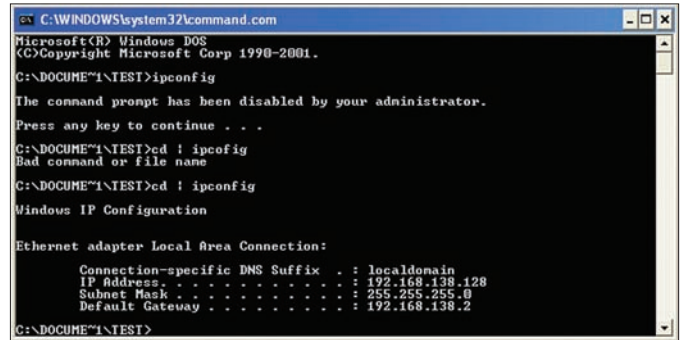 C:\WINDOWS\system32\command.com
Microsoft(R) Windows DOS
(C)Copyright Microsoft Corp 1990-2001.
C:\DOCUME~1\TEST>ipconfig
The command prompt has been disabled by your administrator.
Press any key to continue . . .
C:\DOCUME~1\TEST>cd | ipcofig
Bad command or file name
C:\DOCUME~1\TEST>cd | ipconfig
Windows IP Configuration
Ethernet adapter Local Area Connection:
Connection-specific DNS Suffix . : localdomain
IP Address. . . . . . . . . . . . : 192.168.138.128
Subnet Mask . . . . . . . . . . . : 255.255.255.0
Default Gateway . . . . . . . . . : 192.168.138.2
C:\DOCUME~1\TEST>